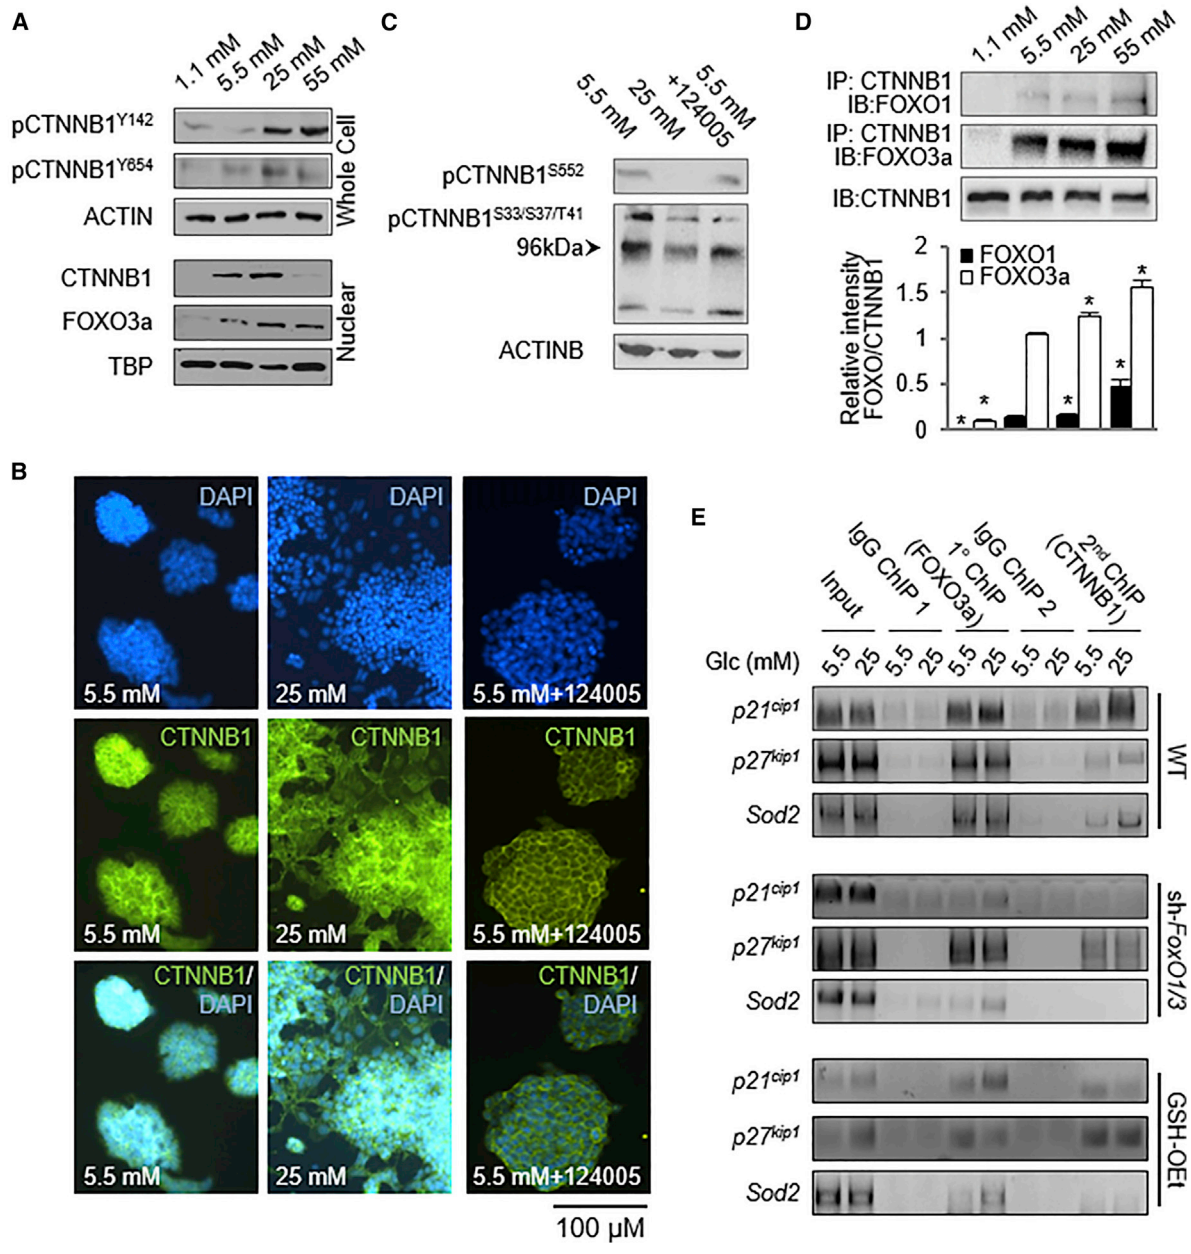 A
1.1 mM
5.5 mM
25 mM
55 mM
pCTNNB1Y142
pCTNNB1Y654
ACTIN
Whole Cell
CTNNB1
FOXO3a
TBP
Nuclear
C
5.5 mM
25 mM
5.5 mM
+124005
pCTNNB1S552
pCTNNB1S33/S37/T41
96kDa
ACTINB
D
1.1 mM
5.5 mM
25 mM
55 mM
IP: CTNNB1
IB:FOXO1
IP: CTNNB1
IB:FOXO3a
IB:CTNNB1
Relative intensity
FOXO/CTNNB1
2
1.5
1
0.5
0
FOXO1
FOXO3a
* * * * * *
B
DAPI
5.5 mM
DAPI
25 mM
DAPI
5.5 mM+124005
CTNNB1
5.5 mM
CTNNB1
25 mM
CTNNB1
5.5 mM+124005
CTNNB1/
DAPI
5.5 mM
CTNNB1/
DAPI
25 mM
CTNNB1/
DAPI
5.5 mM+124005
100 µM
E
Input
IgG ChIP 1
1° ChIP
(FOXO3a)
IgG ChIP 2
2nd ChIP
(CTNNB1)
Glc (mM)
5.5 25 5.5 25 5.5 25 5.5 25 5.5 25
p21cip1
p27kip1
Sod2
WT
p21cip1
p27kip1
Sod2
sh-FoxO1/3
p21cip1
p27kip1
Sod2
GSH-OEt